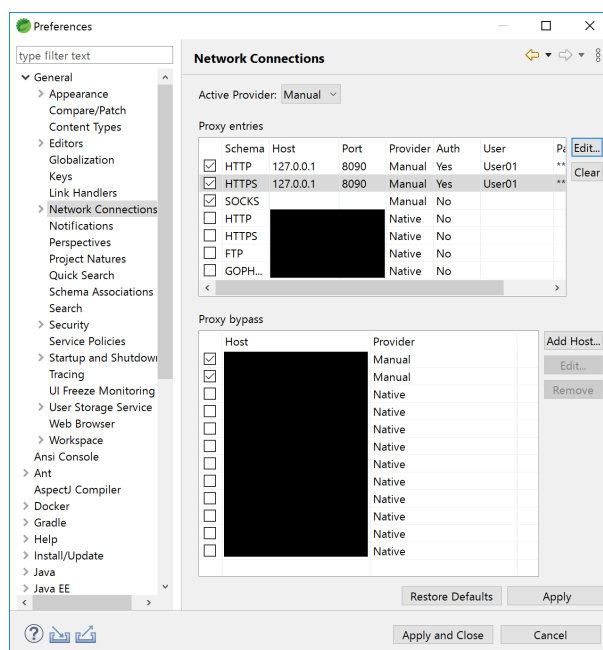 Preferences
type filter text
General
Appearance
Compare/Patch
Content Types
Editors
Globalization
Keys
Link Handlers
Network Connections
Notifications
Perspectives
Project Natures
Quick Search
Schema Associations
Search
Security
Service Policies
Startup and Shutdown
Tracing
UI Freeze Monitoring
User Storage Service
Web Browser
Workspace
Ansi Console
Ant
AspectJ Compiler
Docker
Gradle
Help
Install/Update
Java
Java EE
Network Connections
Active Provider: Manual
Proxy entries
Schema Host Port Provider Auth User Pa
HTTP 127.0.0.1 8090 Manual Yes User01 **
HTTPS 127.0.0.1 8090 Manual Yes User01 **
SOCKS Manual No
HTTP Native No
HTTPS Native No
FTP Native No
GOPH... Native No
Edit...
Clear
Proxy bypass
Host Provider
Manual
Manual
Native
Native
Native
Native
Native
Native
Native
Native
Native
Native
Add Host...
Edit...
Remove
Restore Defaults Apply
Apply and Close Cancel